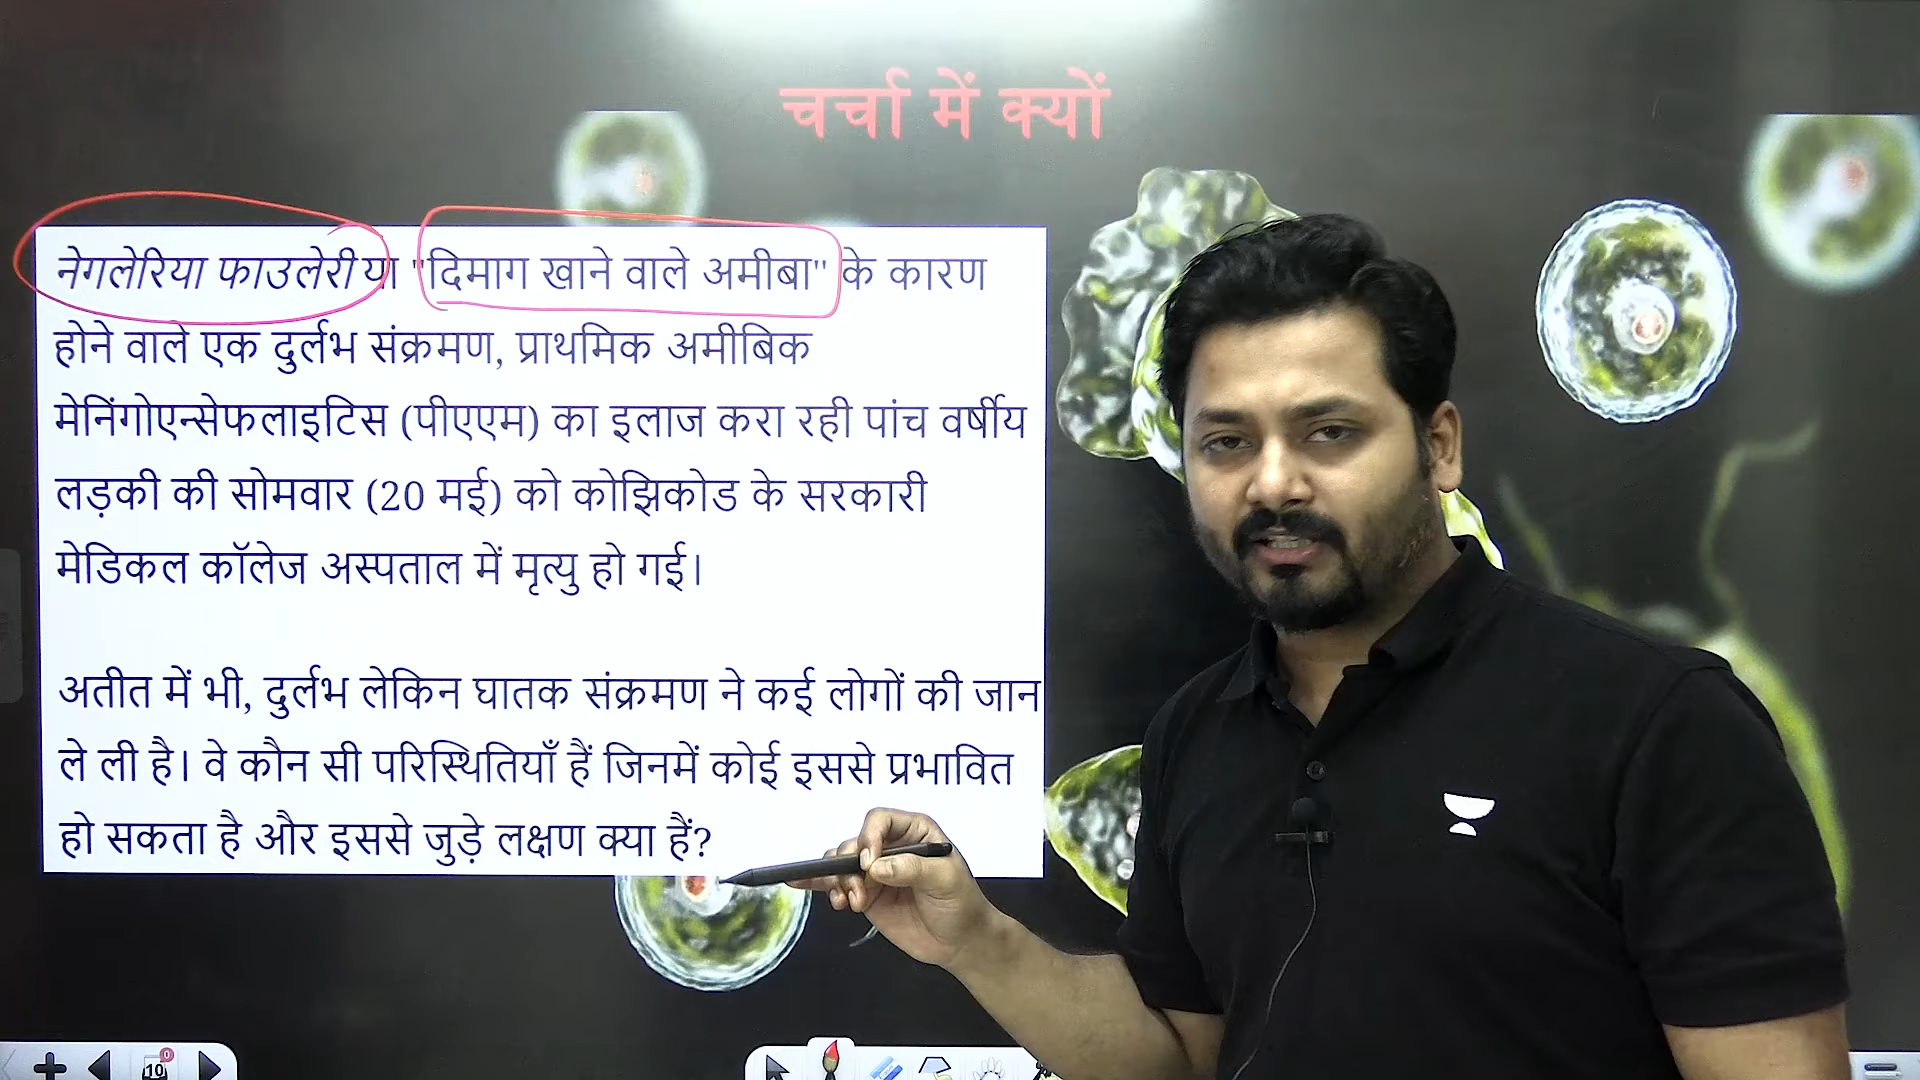 चर्चा में क्यों
नेगलेरिया फाउलेरी या "दिमाग खाने वाले अमीबा" के कारण
होने वाले एक दुर्लभ संक्रमण, प्राथमिक अमीबिक
मेनिंगोएन्सेफलाइटिस (पीएएम) का इलाज करा रही पांच वर्षीय
लड़की की सोमवार (20 मई) को कोझिकोड के सरकारी
मेडिकल कॉलेज अस्पताल में मृत्यु हो गई।
अतीत में भी, दुर्लभ लेकिन घातक संक्रमण ने कई लोगों की जान
ले ली है। वे कौन सी परिस्थितियाँ हैं जिनमें कोई इससे प्रभावित
हो सकता है और इससे जुड़े लक्षण क्या हैं?
10
0